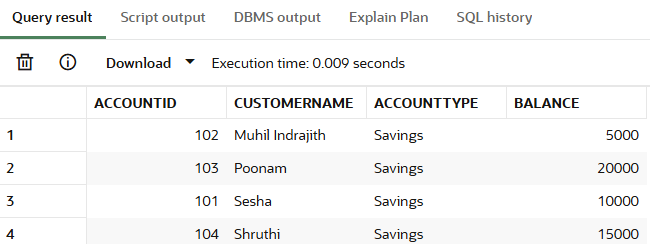 Query result Script output DBMS output Explain Plan SQL history
Download Execution time: 0.009 seconds
ACCOUNTID CUSTOMERNAME ACCOUNTTYPE BALANCE
1 102 Muhil Indrajith Savings 5000
2 103 Poonam Savings 20000
3 101 Sesha Savings 10000
4 104 Shruthi Savings 15000